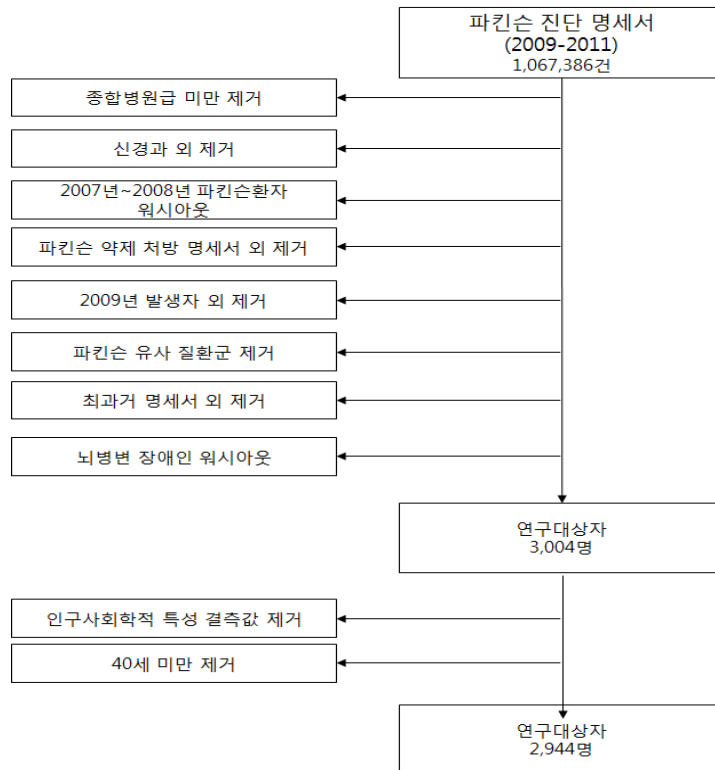 파킨슨 진단 명세서
(2009-2011)
1,067,386건
종합병원급 미만 제거
신경과 외 제거
2007년~2008년 파킨슨환자
워시아웃
파킨슨 약제 처방 명세서 외 제거
2009년 발생자 외 제거
파킨슨 유사 질환군 제거
최과거 명세서 외 제거
뇌병변 장애인 워시아웃
연구대상자
3,004명
인구사회학적 특성 결측값 제거
40세 미만 제거
연구대상자
2,944명